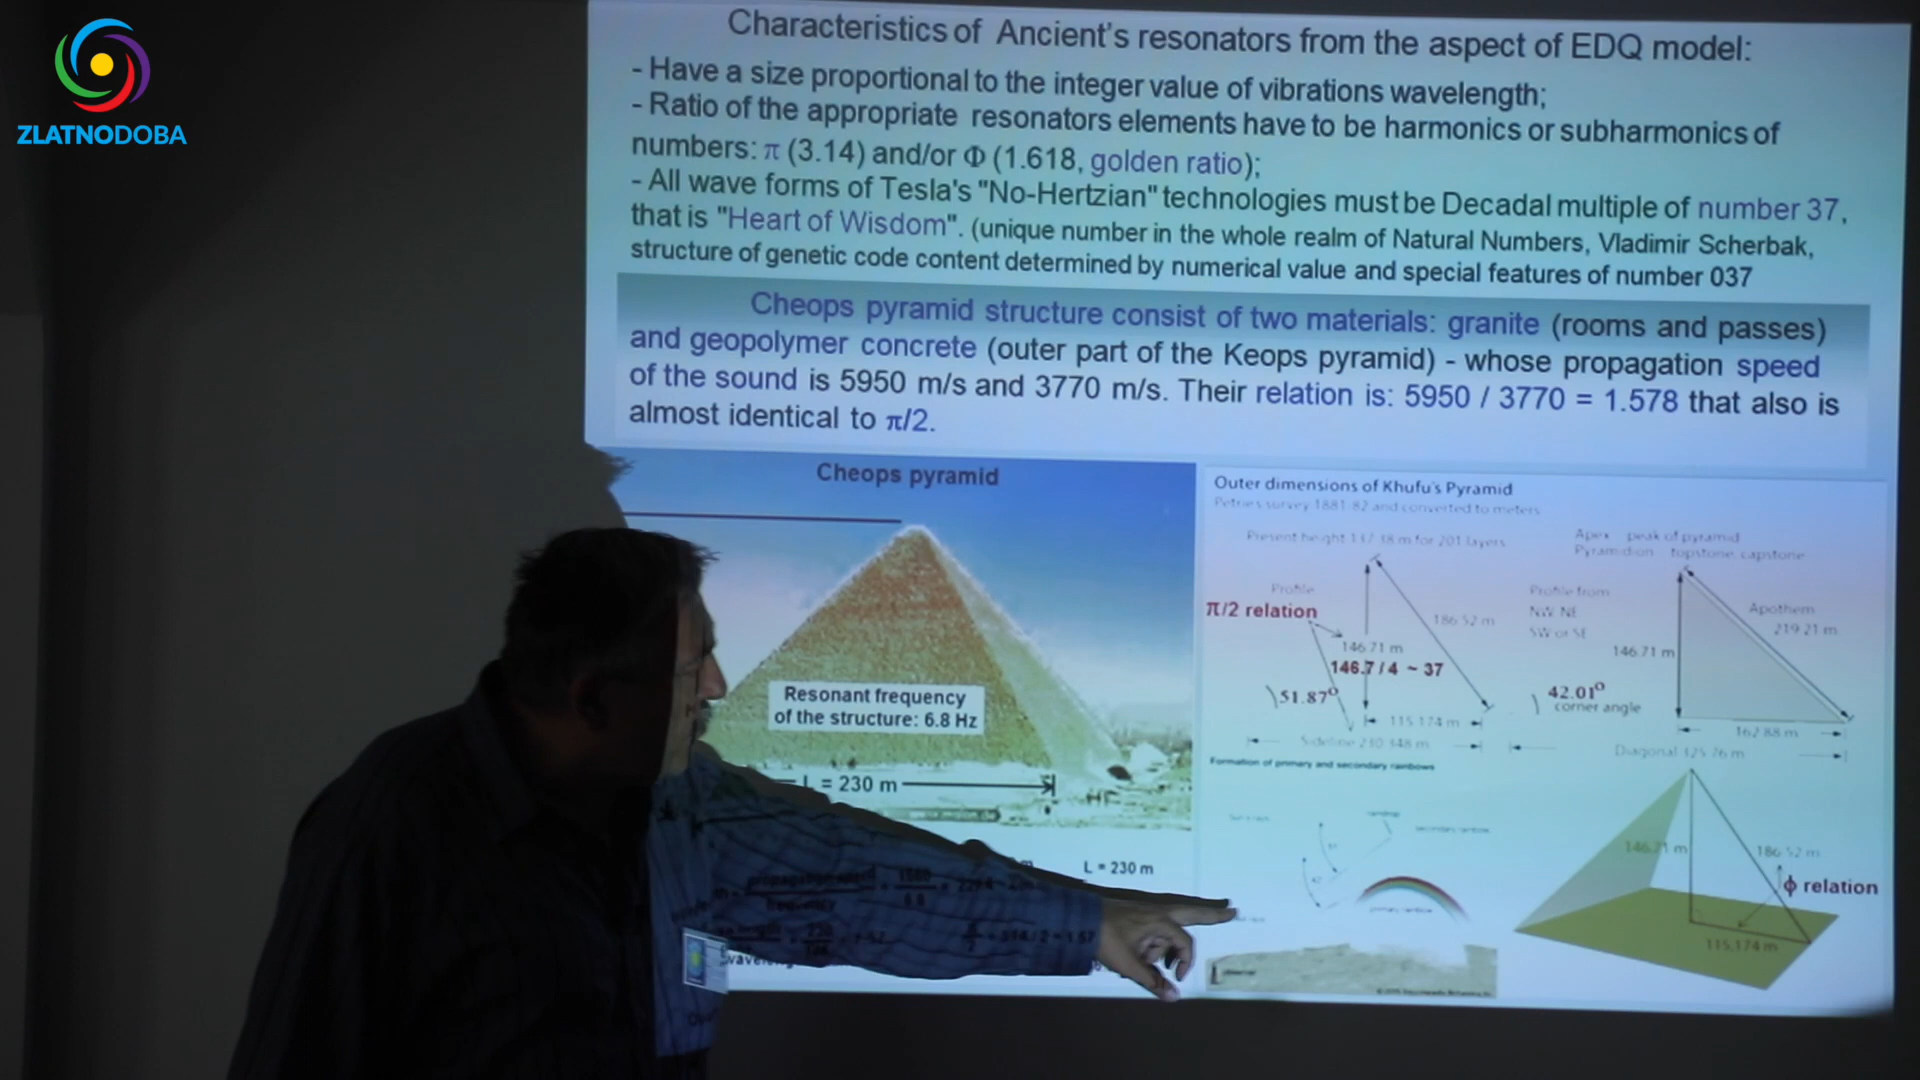 ZLATNODOBA
Characteristics of Ancient's resonators from the aspect of EDQ model:
- Have a size proportional to the integer value of vibrations wavelength;
- Ratio of the appropriate resonators elements have to be harmonics or subharmonics of
numbers: π (3.14) and/or Φ (1.618, golden ratio);
- All wave forms of Tesla's "No-Hertzian" technologies must be Decadal multiple of number 37,
that is "Heart of Wisdom". (unique number in the whole realm of Natural Numbers, Vladimir Scherbak,
structure of genetic code content determined by numerical value and special features of number 037
Cheops pyramid structure consist of two materials: granite (rooms and passes)
and geopolymer concrete (outer part of the Keops pyramid) - whose propagation speed
of the sound is 5950 m/s and 3770 m/s. Their relation is: 5950 / 3770 = 1.578 that also is
almost identical to π/2.
Cheops pyramid
Resonant frequency
of the structure: 6.8 Hz
L = 230 m
L = 230 m
Outer dimensions of Khufu's Pyramid
Petries survey 1881-82 and converted to meters
Present height 137.38 m for 201 layers
Profile
π/2 relation
186.52 m
146.71 m
146.7 / 4 ~ 37
51.87°
115.174 m
Sideline 230.348 m
Apex peak of pyramid
Pyramidion topstone capstone
Profile from
NW NE
SW or SE
Apothem
219.21 m
146.71 m
42.01°
corner angle
162.88 m
Diagonal 325.76 m
Formation of primary and secondary rainbows
146.71 m
186.52 m
ϕ relation
115,174 m